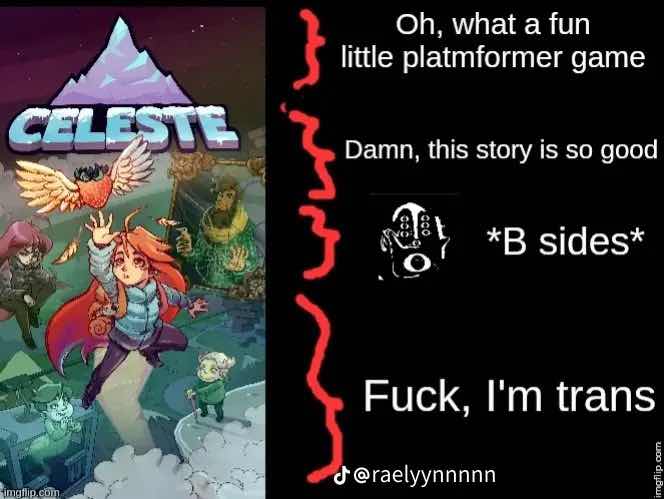 CELESTE
Oh, what a fun
little platmformer game
Damn, this story is so good
*B sides*
Fuck, I'm trans
@raelyynnnnn
imgflip.com
imgflip.com